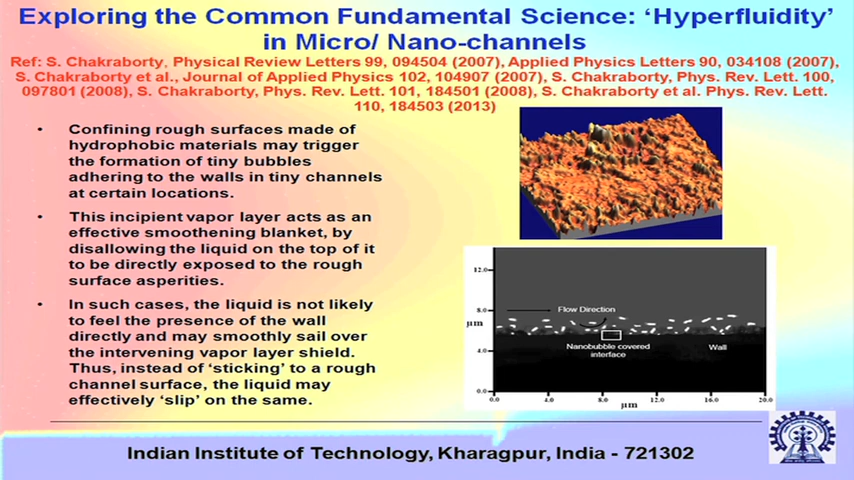 Exploring the Common Fundamental Science: ‘Hyperfluidity’
in Micro/ Nano-channels
Ref: S. Chakraborty, Physical Review Letters 99, 094504 (2007), Applied Physics Letters 90, 034108 (2007),
S. Chakraborty et al., Journal of Applied Physics 102, 104907 (2007), S. Chakraborty, Phys. Rev. Lett. 100,
097801 (2008), S. Chakraborty, Phys. Rev. Lett. 101, 184501 (2008), S. Chakraborty et al. Phys. Rev. Lett.
110, 184503 (2013)
• Confining rough surfaces made of
hydrophobic materials may trigger
the formation of tiny bubbles
adhering to the walls in tiny channels
at certain locations.
• This incipient vapor layer acts as an
effective smoothening blanket, by
disallowing the liquid on the top of it
to be directly exposed to the rough
surface asperities.
• In such cases, the liquid is not likely
to feel the presence of the wall
directly and may smoothly sail over
the intervening vapor layer shield.
Thus, instead of ‘sticking’ to a rough
channel surface, the liquid may
effectively ‘slip’ on the same.
12.0
8.0
µm
4.0
0.0
Flow Direction
Nanobubble covered
interface
Wall
0.0 4.0 8.0 12.0 16.0 20.0
µm
Indian Institute of Technology, Kharagpur, India - 721302